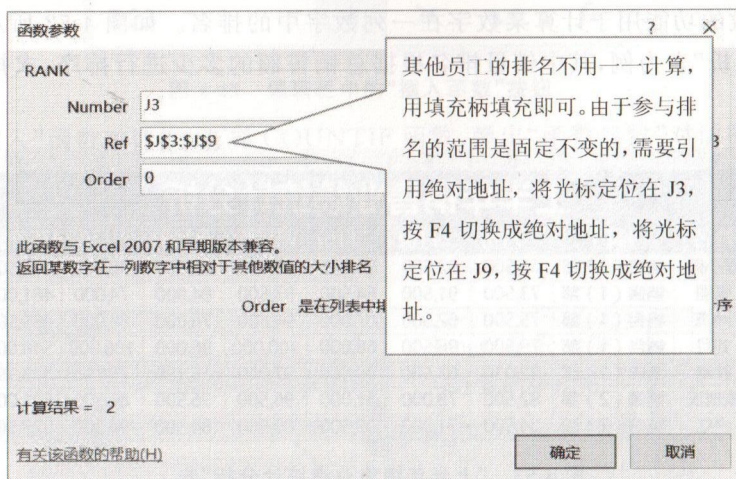 函数参数
? ×
RANK
Number J3
Ref $J$3:$J$9
Order 0
3
其他员工的排名不用一一计算，
用填充柄填充即可。由于参与排
名的范围是固定不变的，需要引
用绝对地址，将光标定位在 J3，
按 F4 切换成绝对地址，将光标
定位在 J9，按 F4 切换成绝对地
址。
此函数与 Excel 2007 和早期版本兼容。
返回某数字在一列数字中相对于其他数值的大小排名
Order 是在列表中排
序
计算结果 = 2
有关该函数的帮助(H)
确定 取消